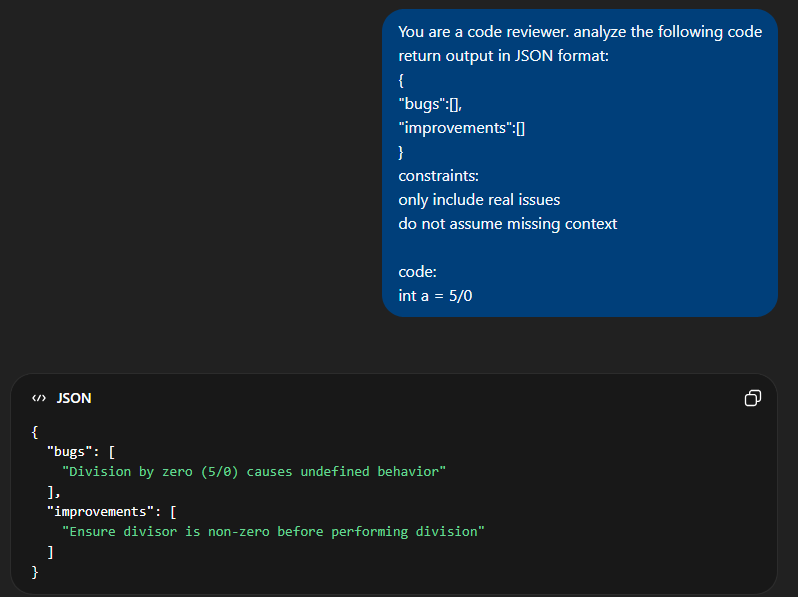 You are a code reviewer. analyze the following code
return output in JSON format:
{
"bugs":[],
"improvements":[]
}
constraints:
only include real issues
do not assume missing context

code:
int a = 5/0
</> JSON
{
  "bugs": [
    "Division by zero (5/0) causes undefined behavior"
  ],
  "improvements": [
    "Ensure divisor is non-zero before performing division"
  ]
}